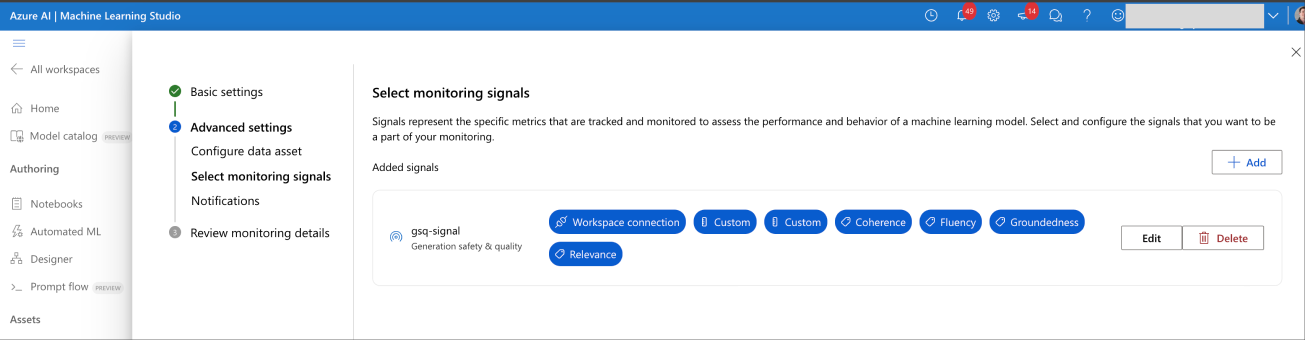 Azure AI | Machine Learning Studio
49
14
All workspaces
Home
Model catalog PREVIEW
Authoring
Notebooks
Automated ML
Designer
Prompt flow PREVIEW
Assets
Basic settings
2 Advanced settings
Configure data asset
Select monitoring signals
Notifications
3 Review monitoring details
Select monitoring signals
Signals represent the specific metrics that are tracked and monitored to assess the performance and behavior of a machine learning model. Select and configure the signals that you want to be
a part of your monitoring.
Added signals
Add
gsq-signal
Generation safety & quality
Workspace connection Custom Custom Coherence Fluency Groundedness
Relevance
Edit Delete